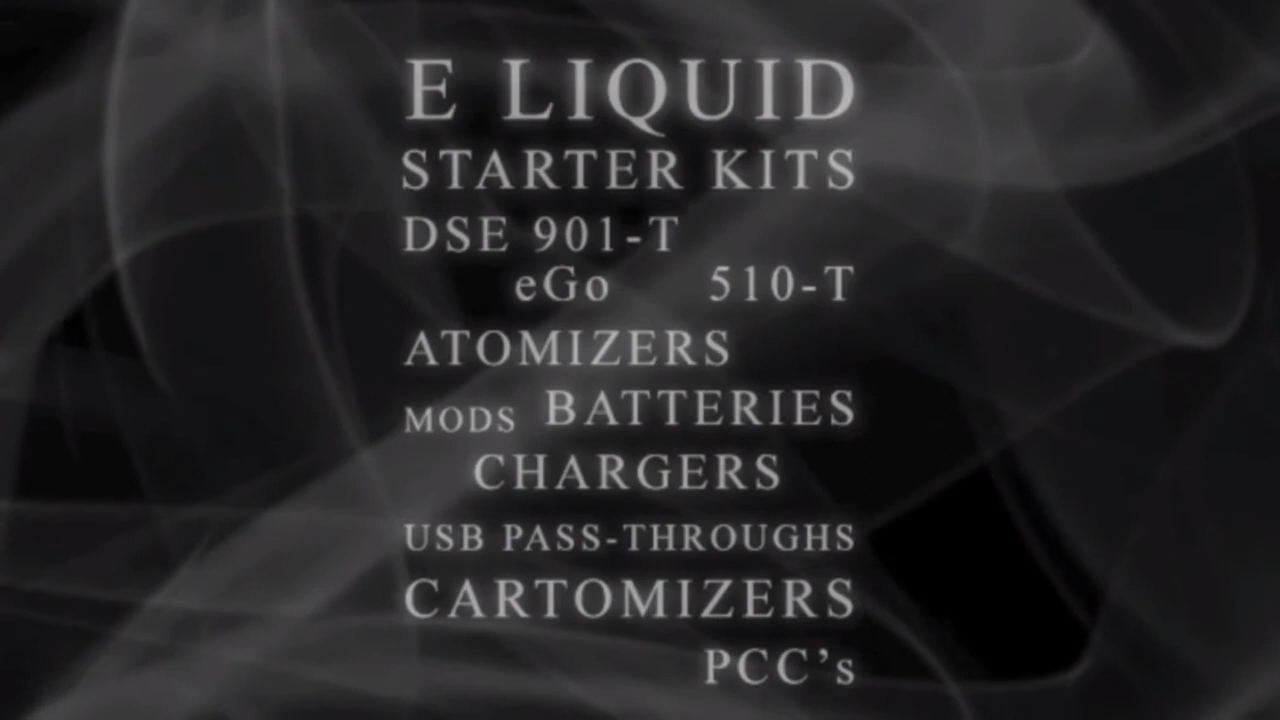 E LIQUID
STARTER KITS
DSE 901-T
eGo 510-T
ATOMIZERS
MODS BATTERIES
CHARGERS
USB PASS-THROUGHS
CARTOMIZERS
PCC’s